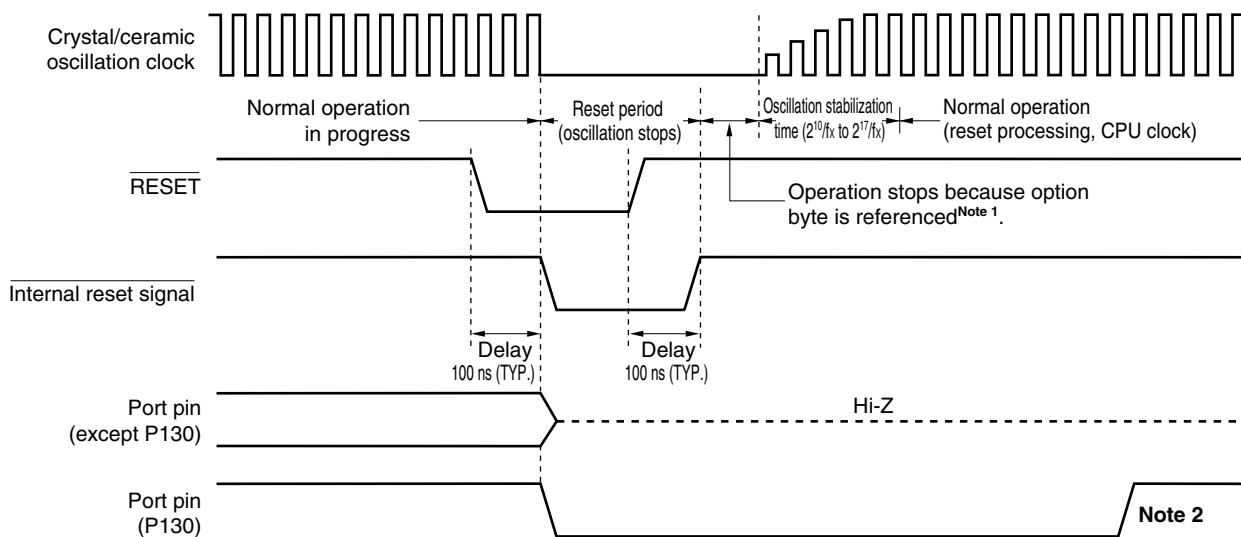 Crystal/ceramic
oscillation clock
Normal operation
in progress
Reset period
(oscillation stops)
Oscillation stabilization
time (2¹⁰/fx to 2¹⁷/fx)
Normal operation
(reset processing, CPU clock)
RESET
Operation stops because option
byte is referencedNote 1.
Internal reset signal
Delay
100 ns (TYP.)
Delay
100 ns (TYP.)
Port pin
(except P130)
Hi-Z
Port pin
(P130)
Note 2